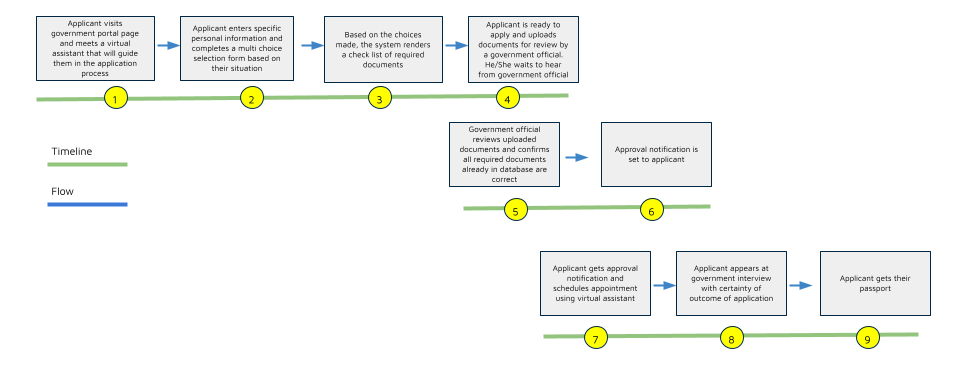 Applicant visits
government portal page
and meets a virtual
assistant that will guide
them in the application
process
Applicant enters specific
personal information and
completes a multi choice
selection form based on
their situation
Based on the choices
made, the system renders
a check list of required
documents
Applicant is ready to
apply and uploads
documents for review by
a government official.
He/She waits to hear
from government official
1
2
3
4
Timeline
Flow
Government official
reviews uploaded
documents and confirms
all required documents
already in database are
correct
Approval notification is
set to applicant
5
6
Applicant gets approval
notification and
schedules appointment
using virtual assistant
Applicant appears at
government interview
with certainty of
outcome of application
Applicant gets their
passport
7
8
9